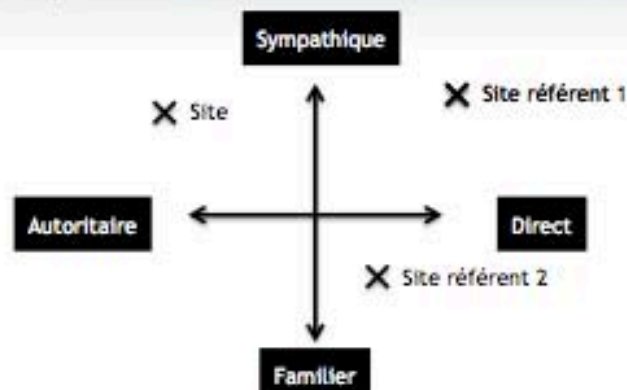 Sympathique
Site référent 1
Site
Autoritaire
Direct
Site référent 2
Familier